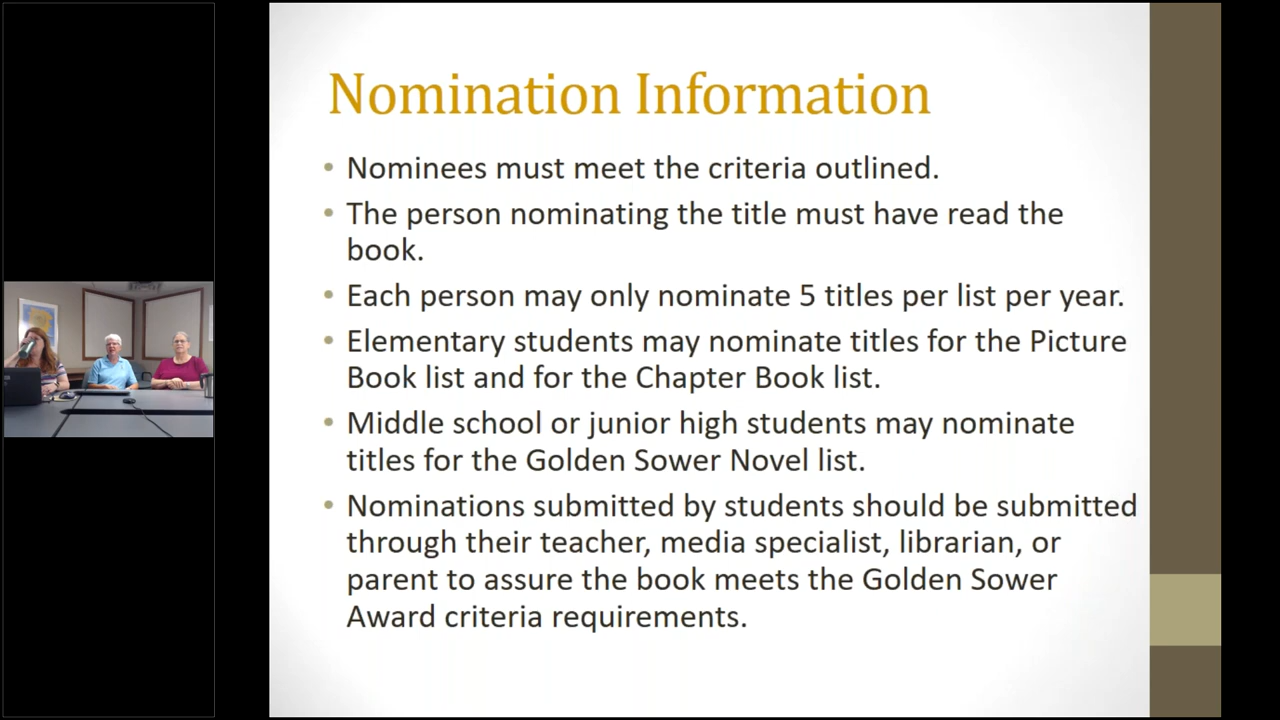 Nomination Information
• Nominees must meet the criteria outlined.
• The person nominating the title must have read the
book.
• Each person may only nominate 5 titles per list per year.
• Elementary students may nominate titles for the Picture
Book list and for the Chapter Book list.
• Middle school or junior high students may nominate
titles for the Golden Sower Novel list.
• Nominations submitted by students should be submitted
through their teacher, media specialist, librarian, or
parent to assure the book meets the Golden Sower
Award criteria requirements.